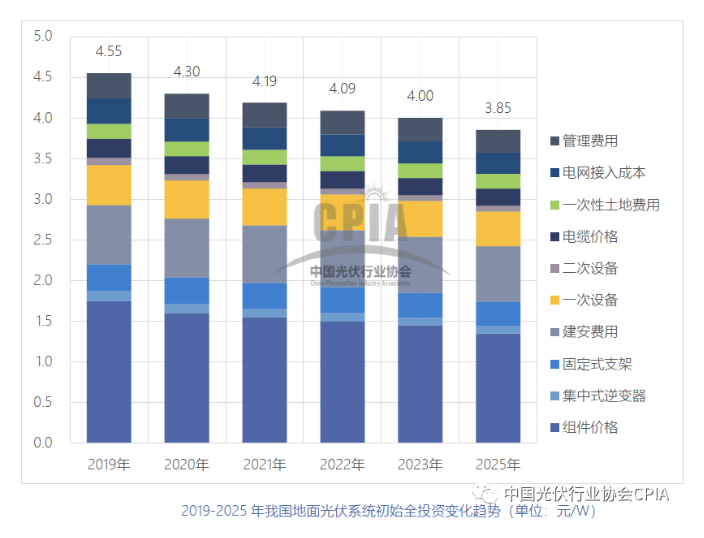 5.0
4.5
4.0
3.5
3.0
2.5
2.0
1.5
1.0
0.5
0.0
4.55
4.30
4.19
4.09
4.00
3.85
2019年
2020年
2021年
2022年
2023年
2025年
管理费用
电网接入成本
一次性土地费用
电缆价格
二次设备
一次设备
建安费用
固定式支架
集中式逆变器
组件价格
CPIA
中国光伏行业协会
China Photovoltaic Industry Association
中国光伏行业协会CPIA
2019-2025 年我国地面光伏系统初始全投资变化趋势（单位：元/W）